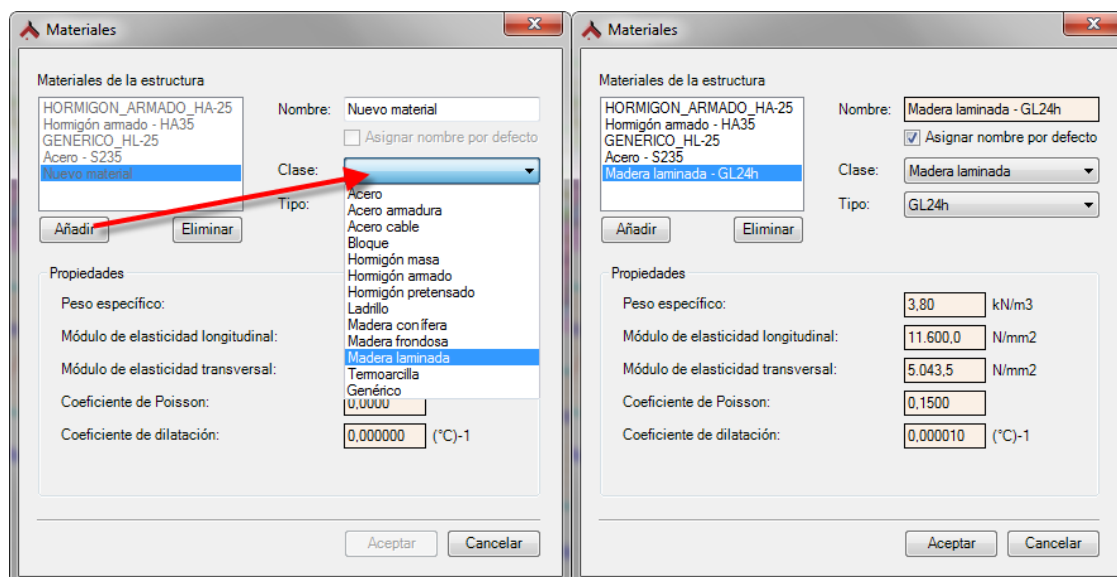 Materiales
Materiales de la estructura
HORMIGON_ARMADO_HA-25
Hormigón armado - HA35
GENERICO_HL-25
Acero - S235
Nuevo material
Añadir
Eliminar
Nombre:
Nuevo material
Asignar nombre por defecto
Clase:
Tipo:
Acero
Acero armadura
Acero cable
Bloque
Hormigón masa
Hormigón armado
Hormigón pretensado
Ladrillo
Madera conífera
Madera frondosa
Madera laminada
Termoarcilla
Genérico
Propiedades
Peso específico:
Módulo de elasticidad longitudinal:
Módulo de elasticidad transversal:
Coeficiente de Poisson:
0,0000
Coeficiente de dilatación:
0,000000 (°C)-1
Aceptar
Cancelar
Materiales
Materiales de la estructura
HORMIGON_ARMADO_HA-25
Hormigón armado - HA35
GENERICO_HL-25
Acero - S235
Madera laminada - GL24h
Añadir
Eliminar
Nombre:
Madera laminada - GL24h
Asignar nombre por defecto
Clase:
Madera laminada
Tipo:
GL24h
Propiedades
Peso específico:
3,80 kN/m3
Módulo de elasticidad longitudinal:
11.600,0 N/mm2
Módulo de elasticidad transversal:
5.043,5 N/mm2
Coeficiente de Poisson:
0,1500
Coeficiente de dilatación:
0,000010 (°C)-1
Aceptar
Cancelar